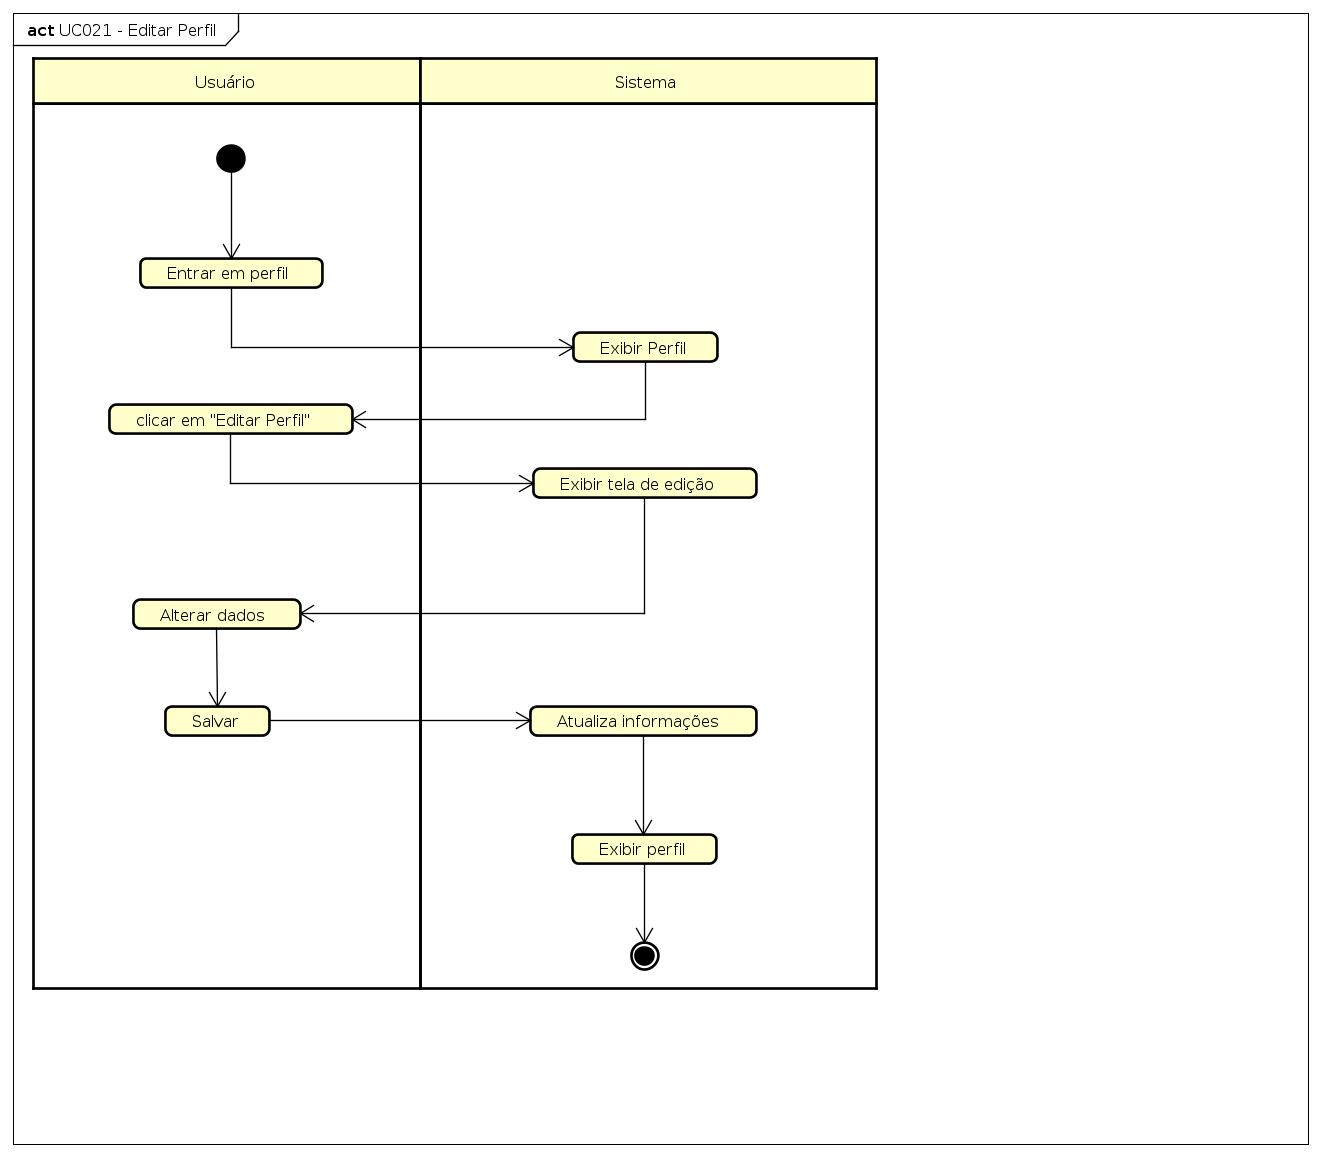 act UC021 - Editar Perfil
Usuário
Sistema
Entrar em perfil
Exibir Perfil
clicar em "Editar Perfil"
Exibir tela de edição
Alterar dados
Salvar
Atualiza informações
Exibir perfil